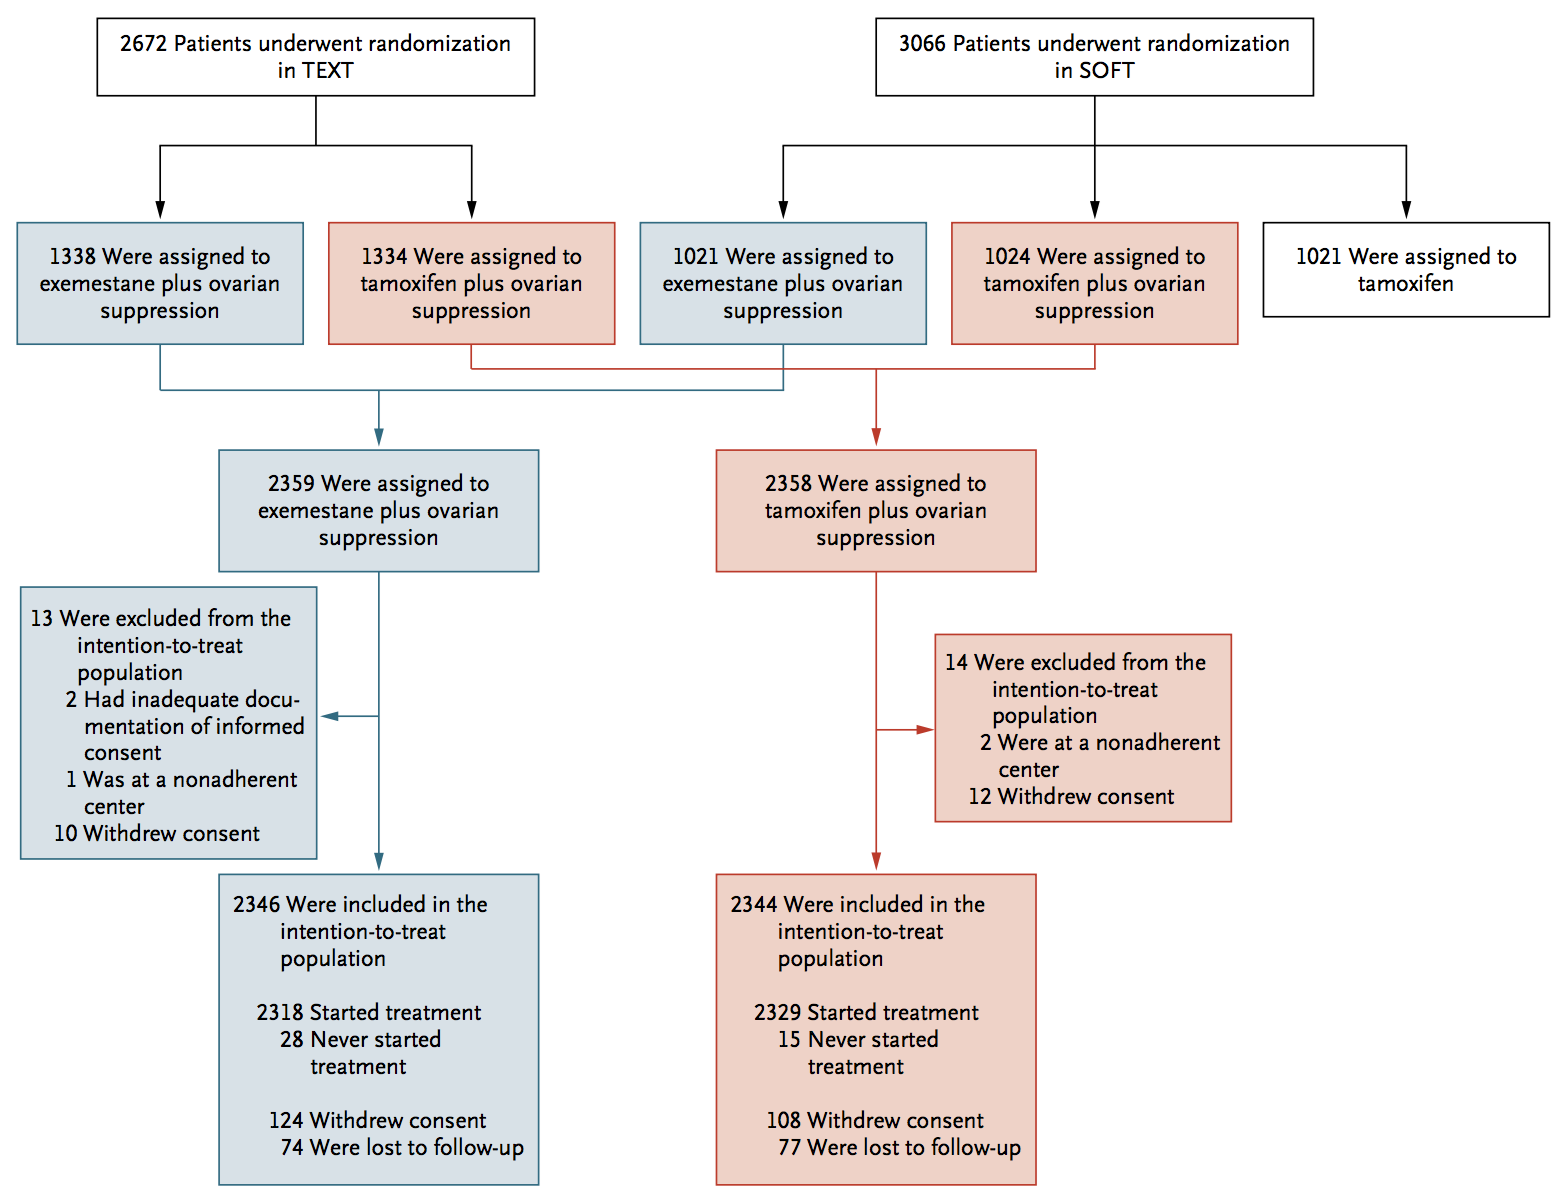 2672 Patients underwent randomization
in TEXT
3066 Patients underwent randomization
in SOFT
1338 Were assigned to
exemestane plus ovarian
suppression
1334 Were assigned to
tamoxifen plus ovarian
suppression
1021 Were assigned to
exemestane plus ovarian
suppression
1024 Were assigned to
tamoxifen plus ovarian
suppression
1021 Were assigned to
tamoxifen
2359 Were assigned to
exemestane plus ovarian
suppression
2358 Were assigned to
tamoxifen plus ovarian
suppression
13 Were excluded from the
intention-to-treat
population
2 Had inadequate docu-
mentation of informed
consent
1 Was at a nonadherent
center
10 Withdrew consent
14 Were excluded from the
intention-to-treat
population
2 Were at a nonadherent
center
12 Withdrew consent
2346 Were included in the
intention-to-treat
population
2318 Started treatment
28 Never started
treatment
124 Withdrew consent
74 Were lost to follow-up
2344 Were included in the
intention-to-treat
population
2329 Started treatment
15 Never started
treatment
108 Withdrew consent
77 Were lost to follow-up